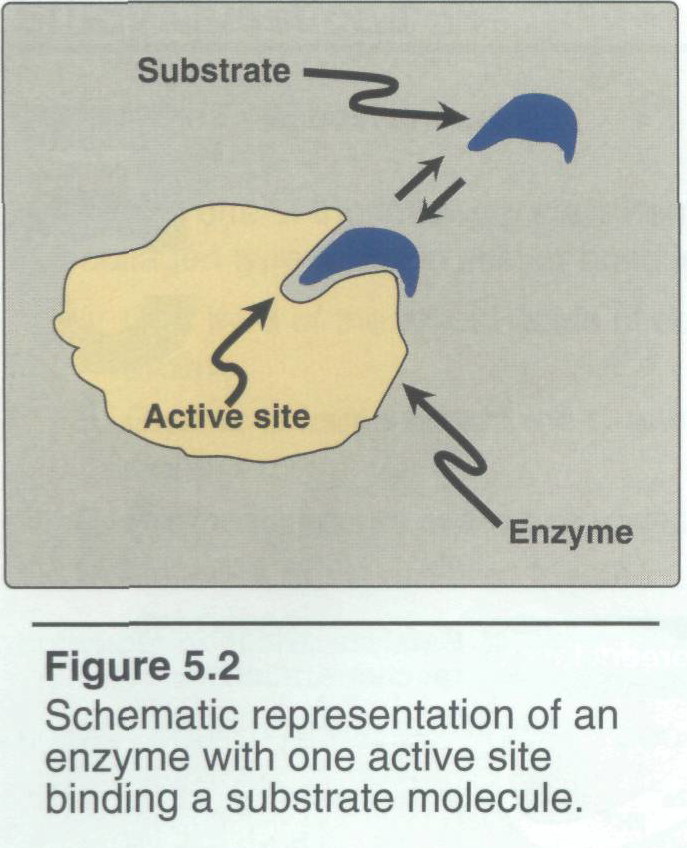 Substrate
Active site
Enzyme
Figure 5.2
Schematic representation of an
enzyme with one active site
binding a substrate molecule.